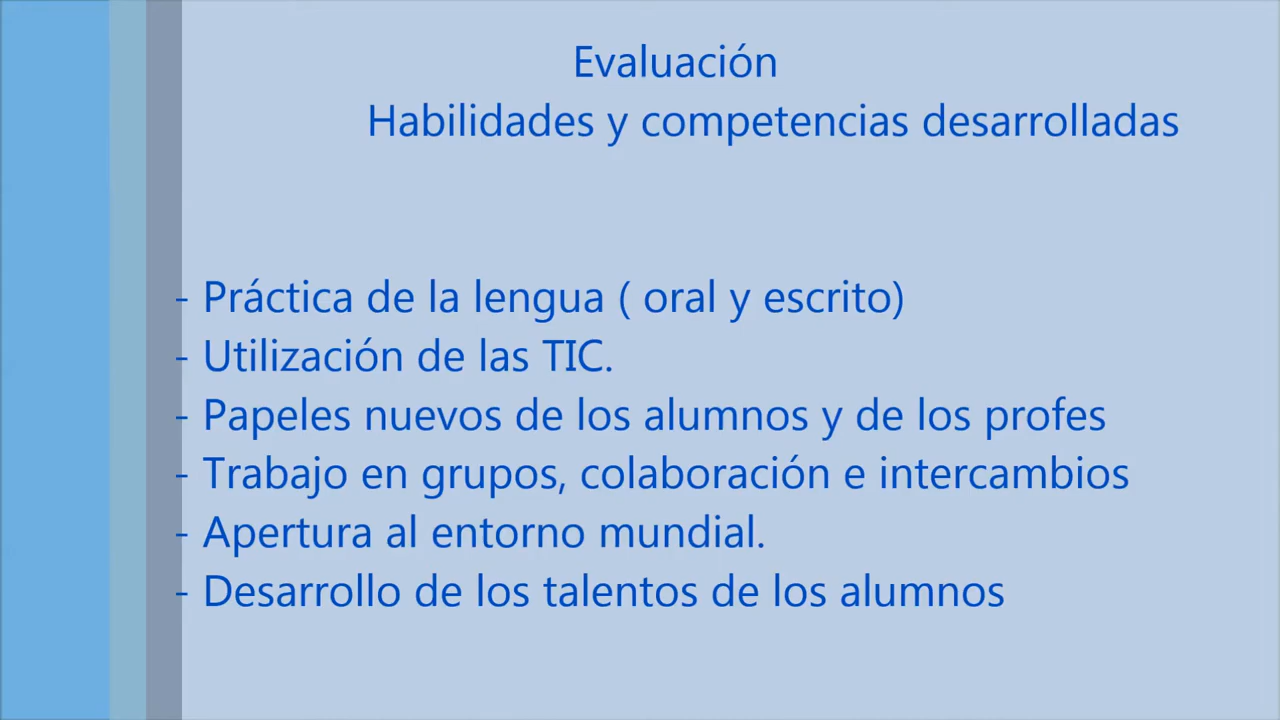 Evaluación
Habilidades y competencias desarrolladas
- Práctica de la lengua ( oral y escrito)
- Utilización de las TIC.
- Papeles nuevos de los alumnos y de los profes
- Trabajo en grupos, colaboración e intercambios
- Apertura al entorno mundial.
- Desarrollo de los talentos de los alumnos